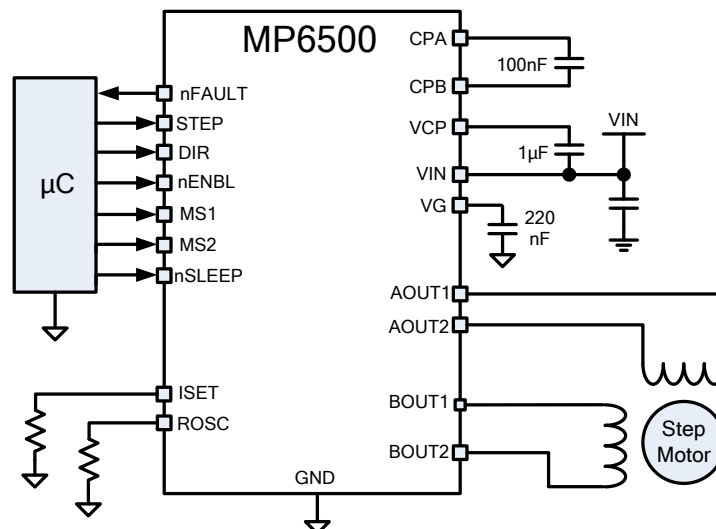 MP6500
µC
nFAULT
STEP
DIR
nENBL
MS1
MS2
nSLEEP
ISET
ROSC
GND
CPA
CPB
VCP
VIN
VG
AOUT1
AOUT2
BOUT1
BOUT2
100nF
1µF
VIN
220
nF
Step
Motor